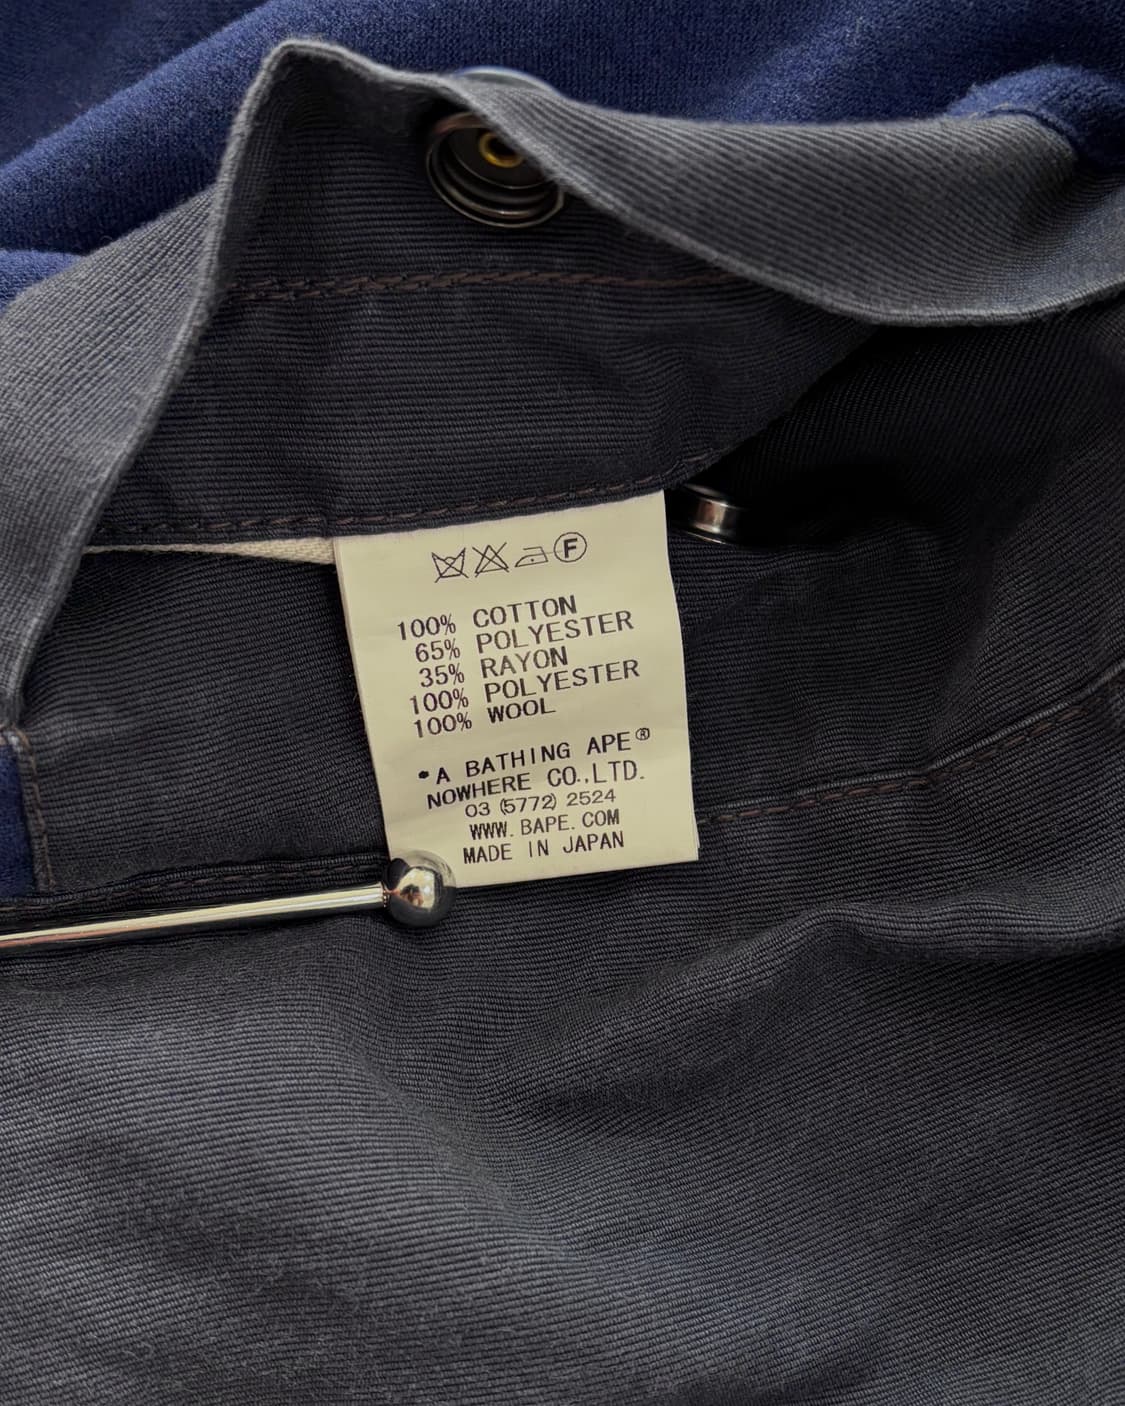 F
100% COTTON
65% POLYESTER
35% RAYON
100% POLYESTER
100% WOOL
*A BATHING APE®
NOWHERE CO.,LTD.
03 (5772) 2524
WWW.BAPE.COM
MADE IN JAPAN